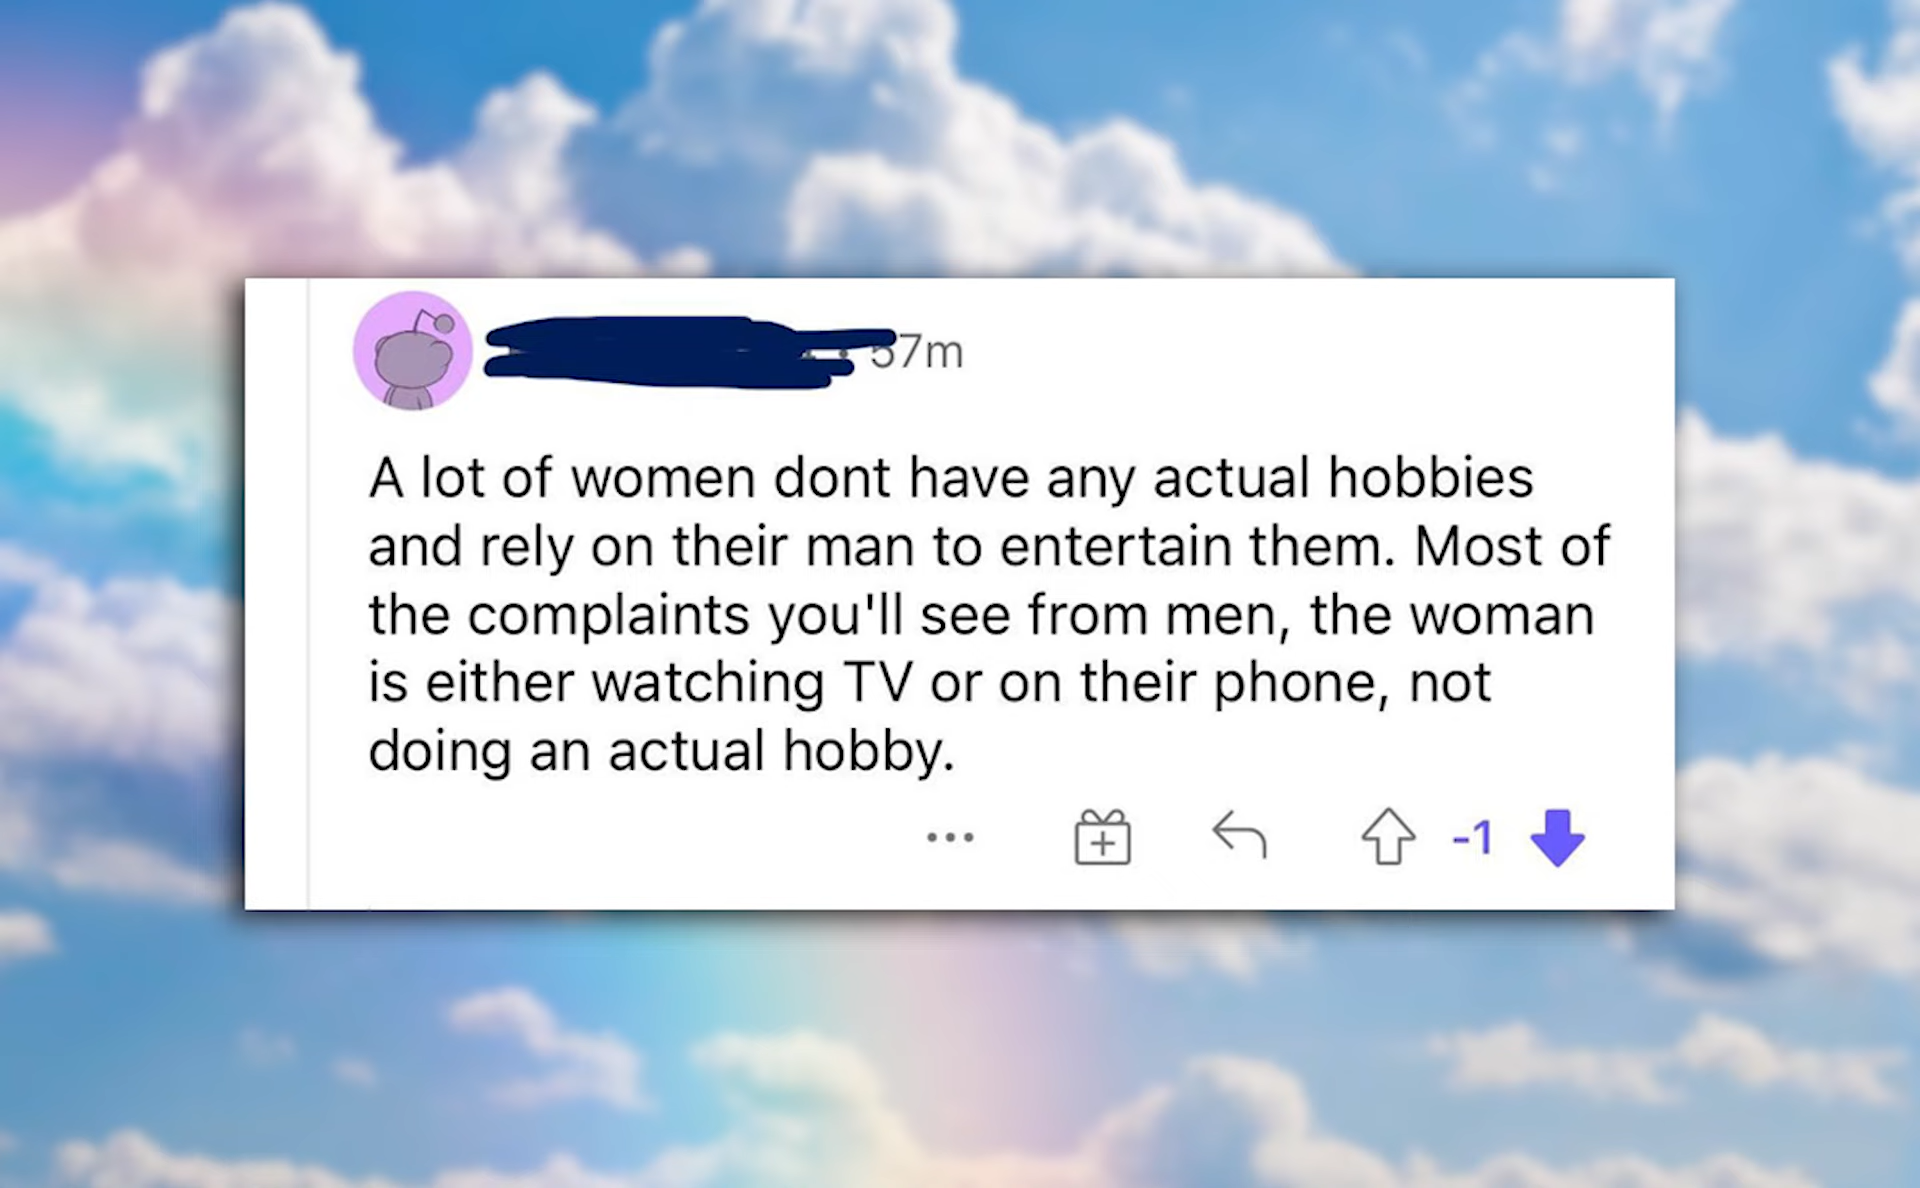 57m
A lot of women dont have any actual hobbies
and rely on their man to entertain them. Most of
the complaints you'll see from men, the woman
is either watching TV or on their phone, not
doing an actual hobby.
-1